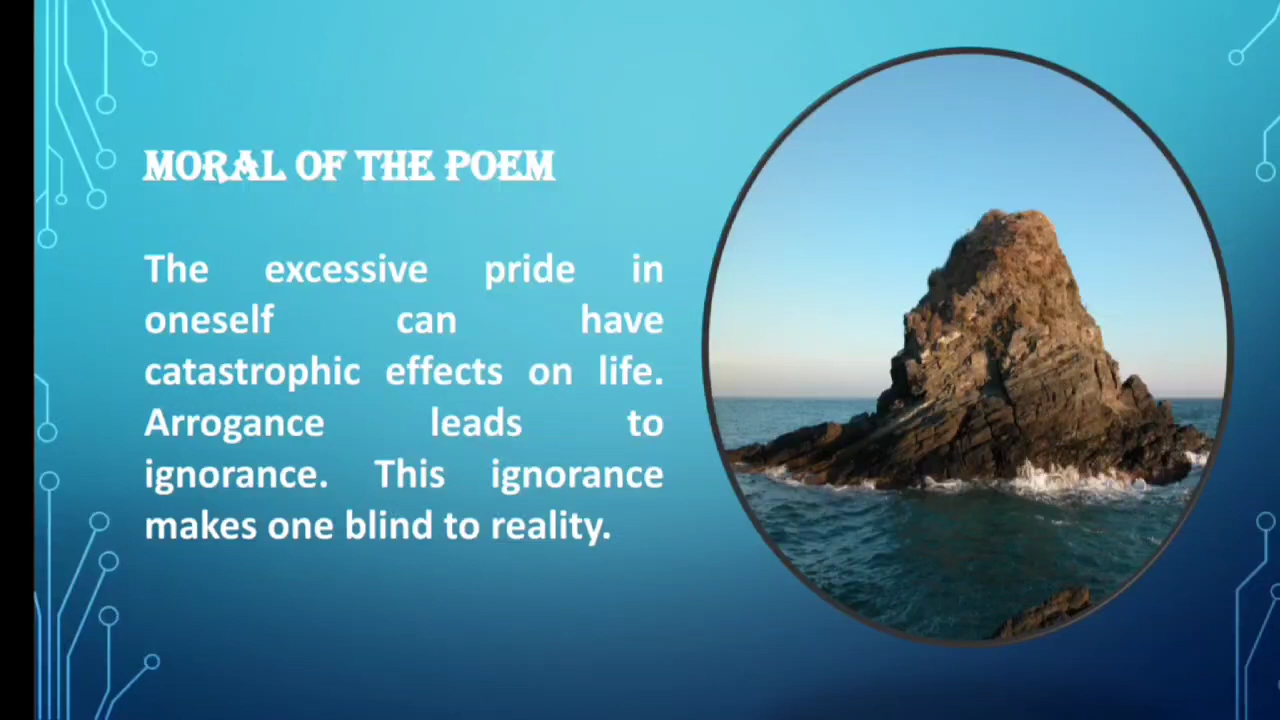 MORAL OF THE POEM
The excessive pride in
oneself can have
catastrophic effects on life.
Arrogance leads to
ignorance. This ignorance
makes one blind to reality.